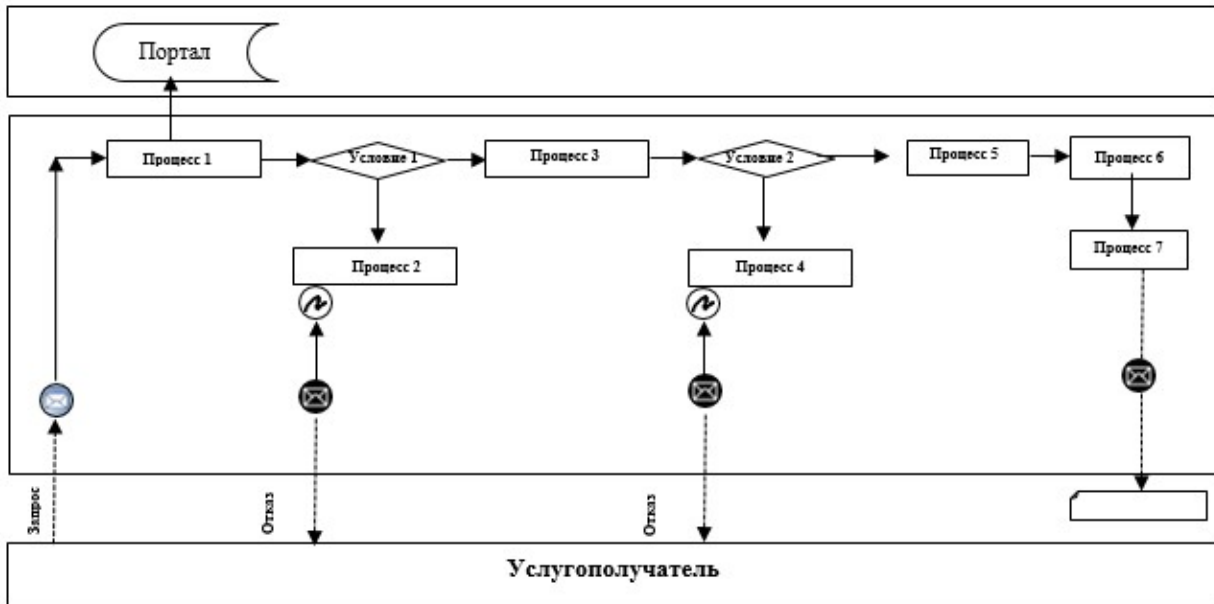 Портал
Процесс 1
Условие 1
Процесс 3
Условие 2
Процесс 5
Процесс 6
Процесс 2
Процесс 4
Процесс 7
Запрос
Отказ
Отказ
Услугополучатель